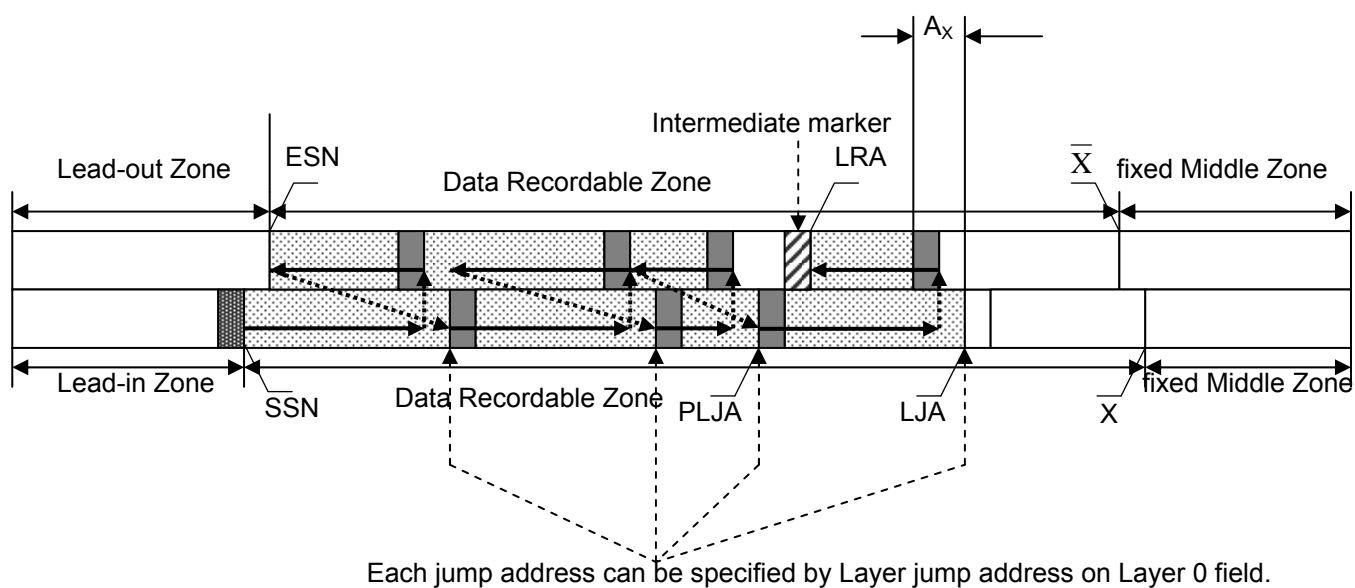 Aₓ
Intermediate marker
Lead-out Zone
ESN
Data Recordable Zone
LRA
X̅
fixed Middle Zone
Lead-in Zone
SSN
Data Recordable Zone
PLJA
LJA
X
fixed Middle Zone
Each jump address can be specified by Layer jump address on Layer 0 field.